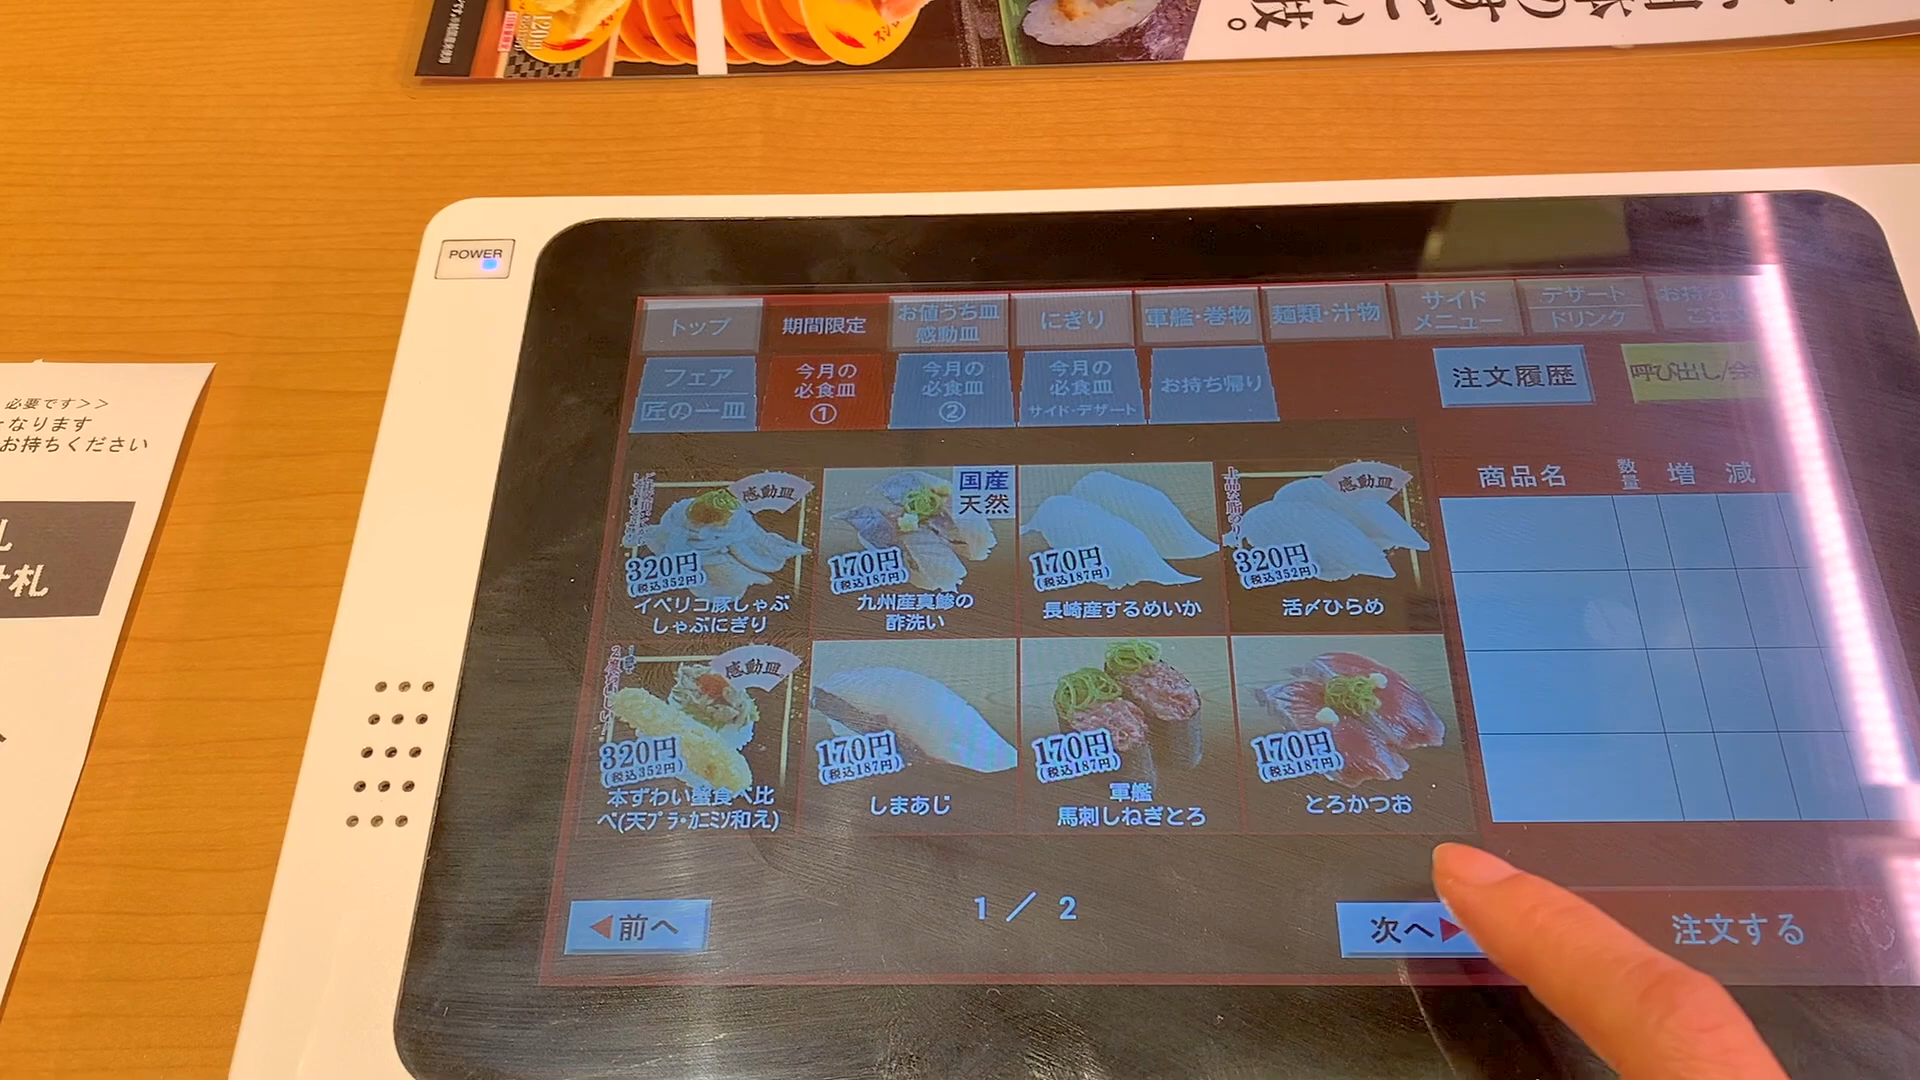 120円
POWER
トップ
期間限定
お値うち皿
感動皿
にぎり
軍艦・巻物
麺類・汁物
サイド
メニュー
デザート
ドリンク
フェア
匠の一皿
今月の
必食皿
①
今月の
必食皿
②
今月の
必食皿
サイド・デザート
お持ち帰り
注文履歴
呼び出し/会
必要です>>
なります
お持ちください
札
感動皿
320円
(税込352円)
イベリコ豚しゃぶ
しゃぶにぎり
国産
天然
170円
(税込187円)
九州産真鯵の
酢洗い
170円
(税込187円)
長崎産するめいか
感動皿
320円
(税込352円)
活〆ひらめ
感動皿
320円
(税込352円)
本ずわい蟹食べ比
べ(天プラ・カニミソ和え)
170円
(税込187円)
しまあじ
170円
(税込187円)
軍艦
馬刺しねぎとろ
170円
(税込187円)
とろかつお
商品名
数量
増
減
◀前へ
1 / 2
次へ▶
注文する